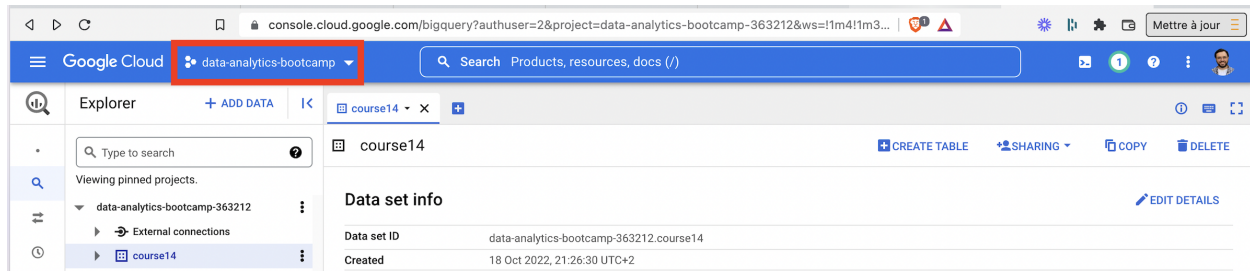 console.cloud.google.com/bigquery?authuser=2&project=data-analytics-bootcamp-363212&ws=!1m4!1m3...
Mettre à jour
Google Cloud
data-analytics-bootcamp
Search Products, resources, docs (/)
1
Explorer
+ ADD DATA
course14
Type to search
course14
CREATE TABLE
SHARING
COPY
DELETE
Viewing pinned projects.
data-analytics-bootcamp-363212
External connections
course14
Data set info
EDIT DETAILS
Data set ID data-analytics-bootcamp-363212.course14
Created 18 Oct 2022, 21:26:30 UTC+2